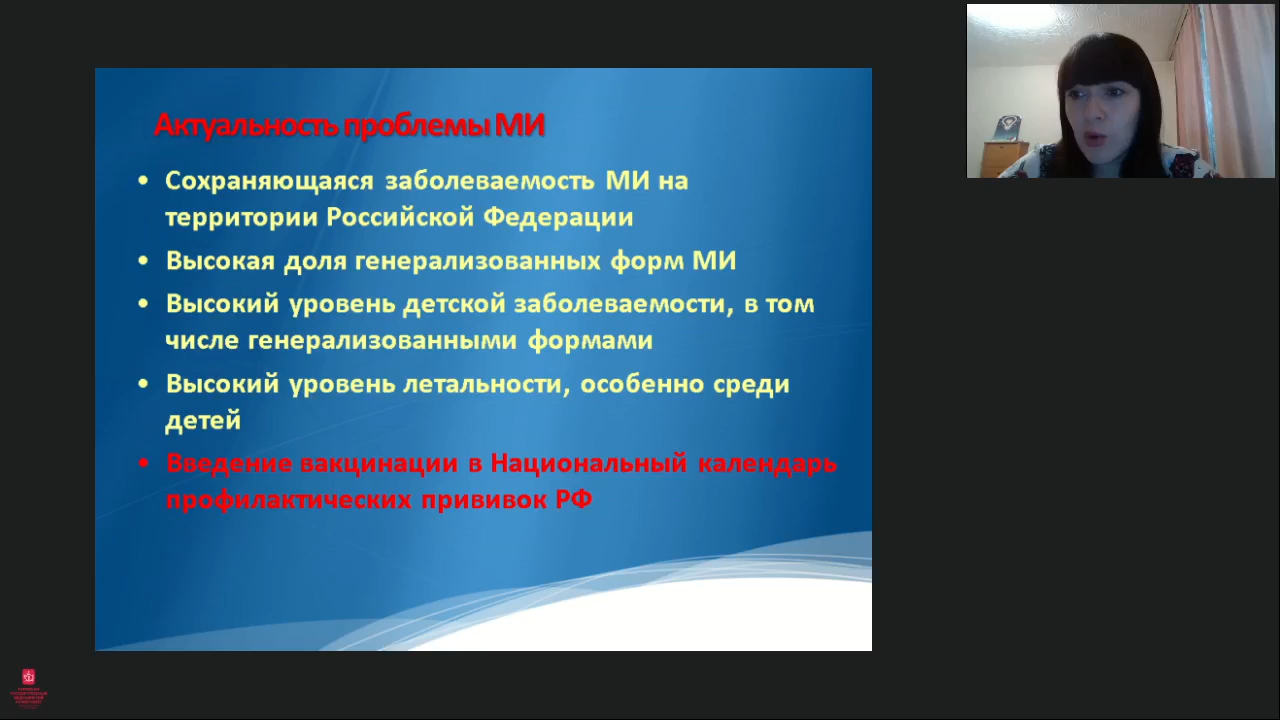 Актуальность проблемы МИ
• Сохраняющаяся заболеваемость МИ на
территории Российской Федерации
• Высокая доля генерализованных форм МИ
• Высокий уровень детской заболеваемости, в том
числе генерализованными формами
• Высокий уровень летальности, особенно среди
детей
• Введение вакцинации в Национальный календарь
профилактических прививок РФ